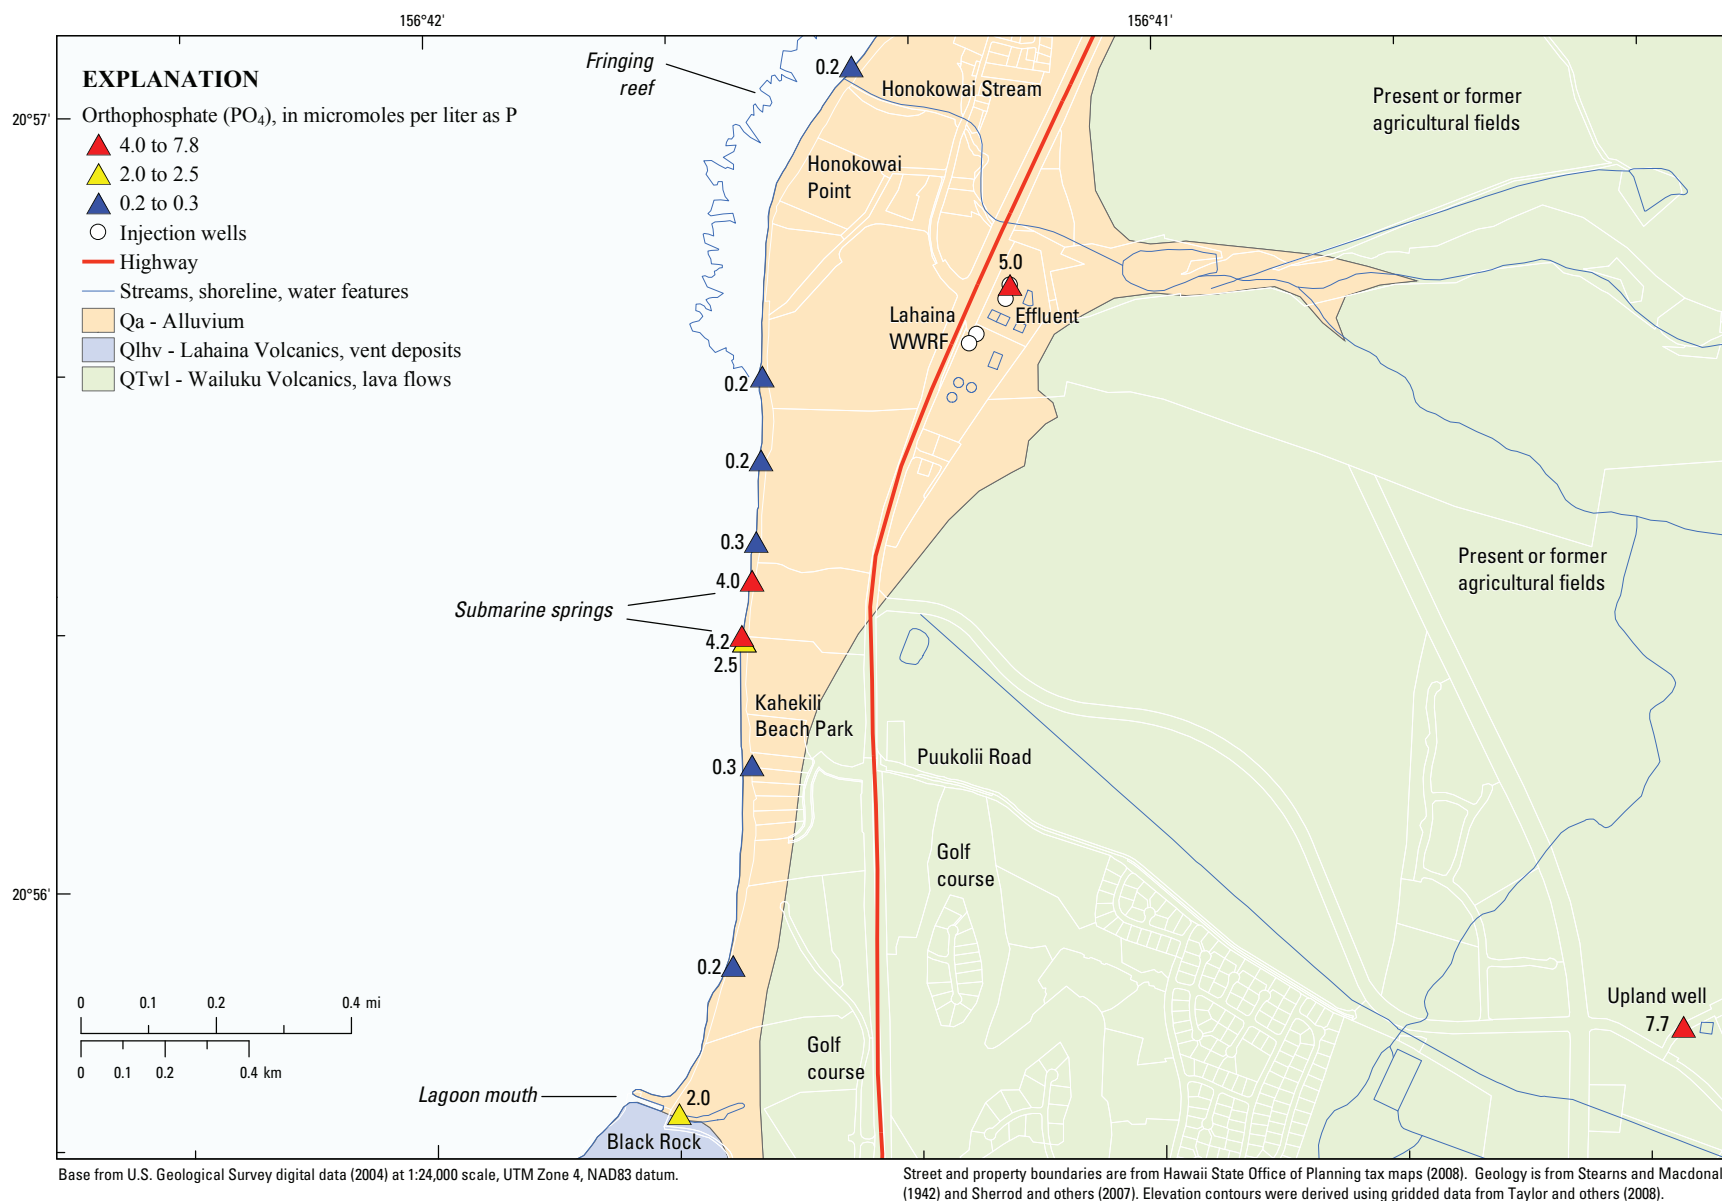 156°42'
156°41'
EXPLANATION
Orthophosphate (PO₄), in micromoles per liter as P
4.0 to 7.8
2.0 to 2.5
0.2 to 0.3
Injection wells
Highway
Streams, shoreline, water features
Qa - Alluvium
Qlhv - Lahaina Volcanics, vent deposits
QTwl - Wailuku Volcanics, lava flows
20°57'
20°56'
Fringing
reef
0.2
Honokowai Stream
Present or former
agricultural fields
Honokowai
Point
5.0
Lahaina
WWRF
Effluent
0.2
0.2
0.3
4.0
Submarine springs
4.2
2.5
Present or former
agricultural fields
Kahekili
Beach Park
0.3
Puukolii Road
Golf
course
0.2
Upland well
7.7
0 0.1 0.2 0.4 mi
0 0.1 0.2 0.4 km
Golf
course
Lagoon mouth
2.0
Black Rock
Base from U.S. Geological Survey digital data (2004) at 1:24,000 scale, UTM Zone 4, NAD83 datum.
Street and property boundaries are from Hawaii State Office of Planning tax maps (2008). Geology is from Stearns and Macdonal
(1942) and Sherrod and others (2007). Elevation contours were derived using gridded data from Taylor and others (2008).